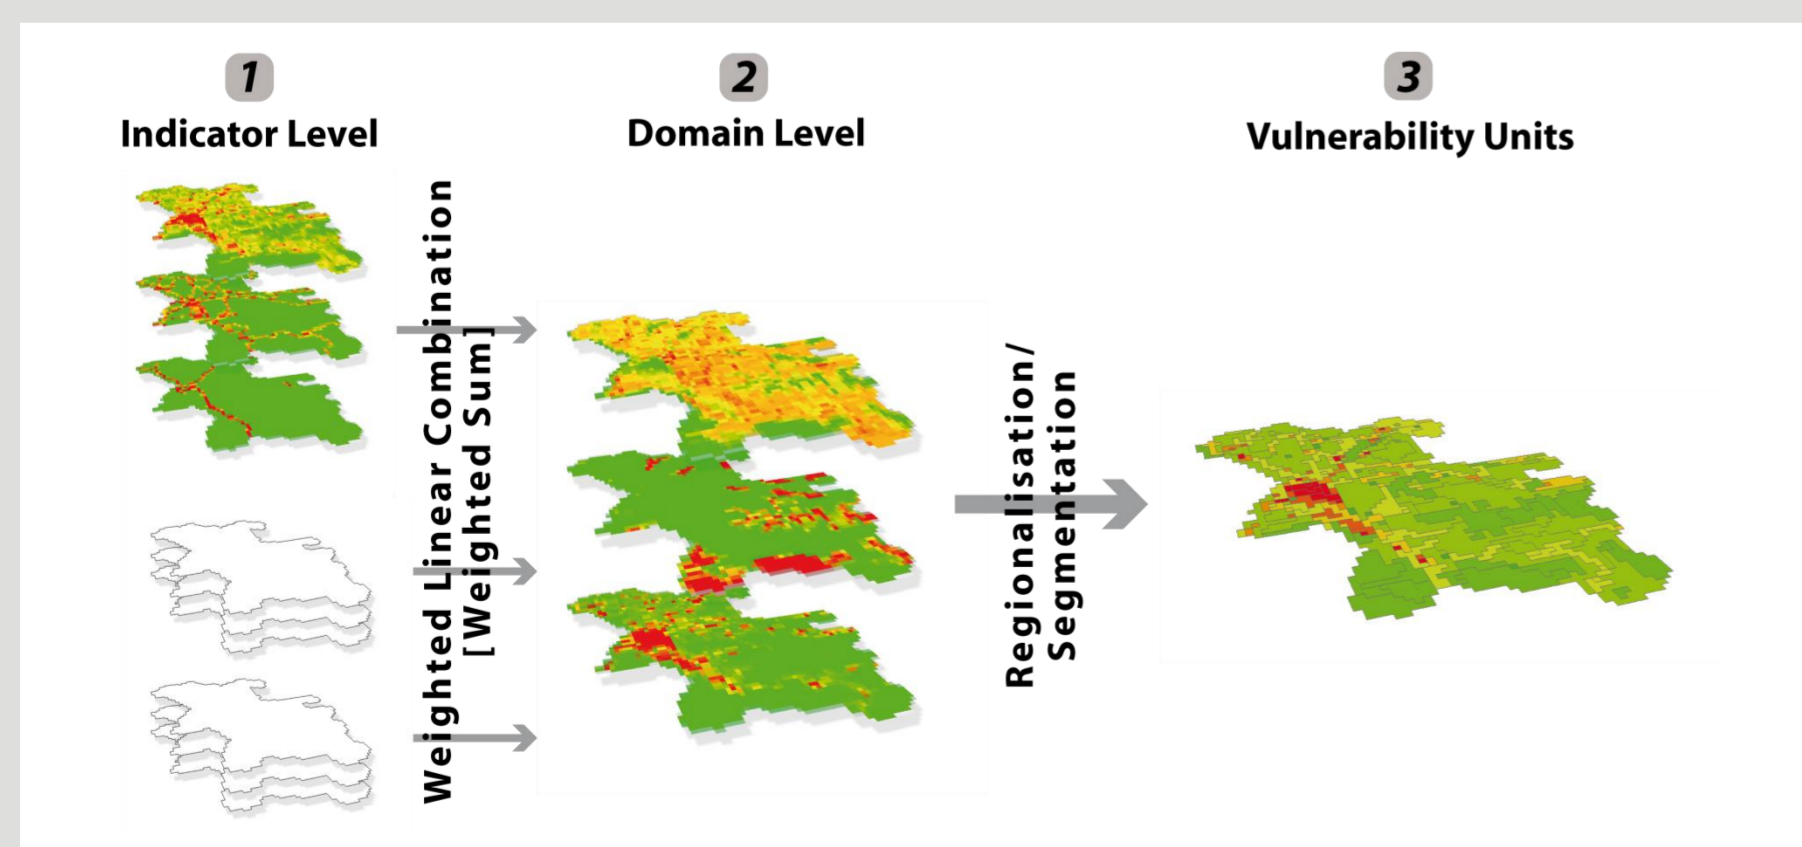 1
Indicator Level
2
Domain Level
3
Vulnerability Units
Weighted Linear Combination
[Weighted Sum]
Regionalisation/
Segmentation